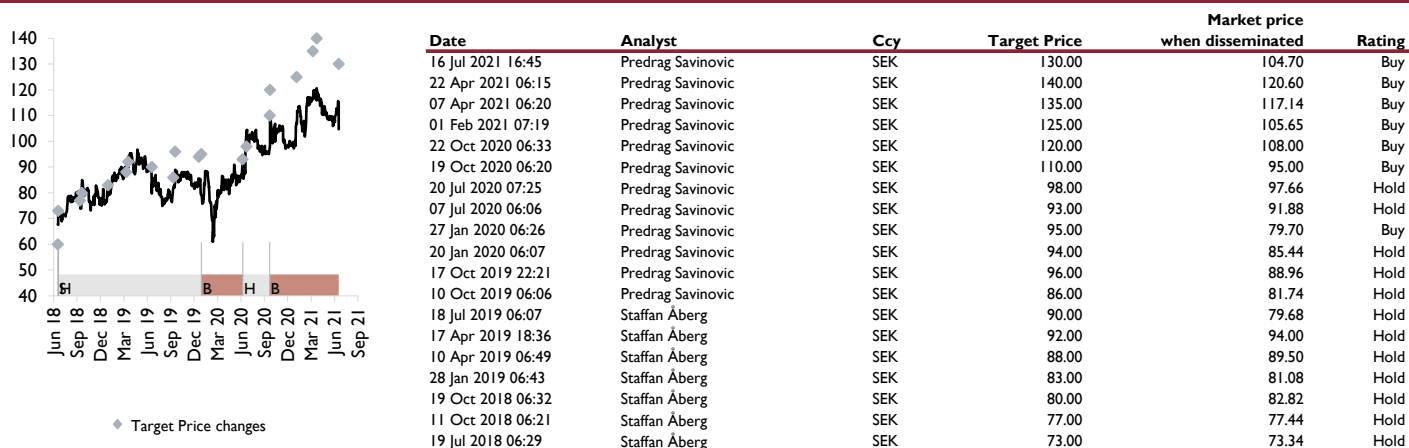 140
130
120
110
100
90
80
70
60
50
40
H B H B
Jun 18
Sep 18
Dec 18
Mar 19
Jun 19
Sep 19
Dec 19
Mar 20
Jun 20
Sep 20
Dec 20
Mar 21
Jun 21
Sep 21
Target Price changes
Market price
Date Analyst Ccy Target Price when disseminated Rating
16 Jul 2021 16:45 Predrag Savinovic SEK 130.00 104.70 Buy
22 Apr 2021 06:15 Predrag Savinovic SEK 140.00 120.60 Buy
07 Apr 2021 06:20 Predrag Savinovic SEK 135.00 117.14 Buy
01 Feb 2021 07:19 Predrag Savinovic SEK 125.00 105.65 Buy
22 Oct 2020 06:33 Predrag Savinovic SEK 120.00 108.00 Buy
19 Oct 2020 06:20 Predrag Savinovic SEK 110.00 95.00 Buy
20 Jul 2020 07:25 Predrag Savinovic SEK 98.00 97.66 Hold
07 Jul 2020 06:06 Predrag Savinovic SEK 93.00 91.88 Hold
27 Jan 2020 06:26 Predrag Savinovic SEK 95.00 79.70 Buy
20 Jan 2020 06:07 Predrag Savinovic SEK 94.00 85.44 Hold
17 Oct 2019 22:21 Predrag Savinovic SEK 96.00 88.96 Hold
10 Oct 2019 06:06 Predrag Savinovic SEK 86.00 81.74 Hold
18 Jul 2019 06:07 Staffan Åberg SEK 90.00 79.68 Hold
17 Apr 2019 18:36 Staffan Åberg SEK 92.00 94.00 Hold
10 Apr 2019 06:49 Staffan Åberg SEK 88.00 89.50 Hold
28 Jan 2019 06:43 Staffan Åberg SEK 83.00 81.08 Hold
19 Oct 2018 06:32 Staffan Åberg SEK 80.00 82.82 Hold
11 Oct 2018 06:21 Staffan Åberg SEK 77.00 77.44 Hold
19 Jul 2018 06:29 Staffan Åberg SEK 73.00 73.34 Hold